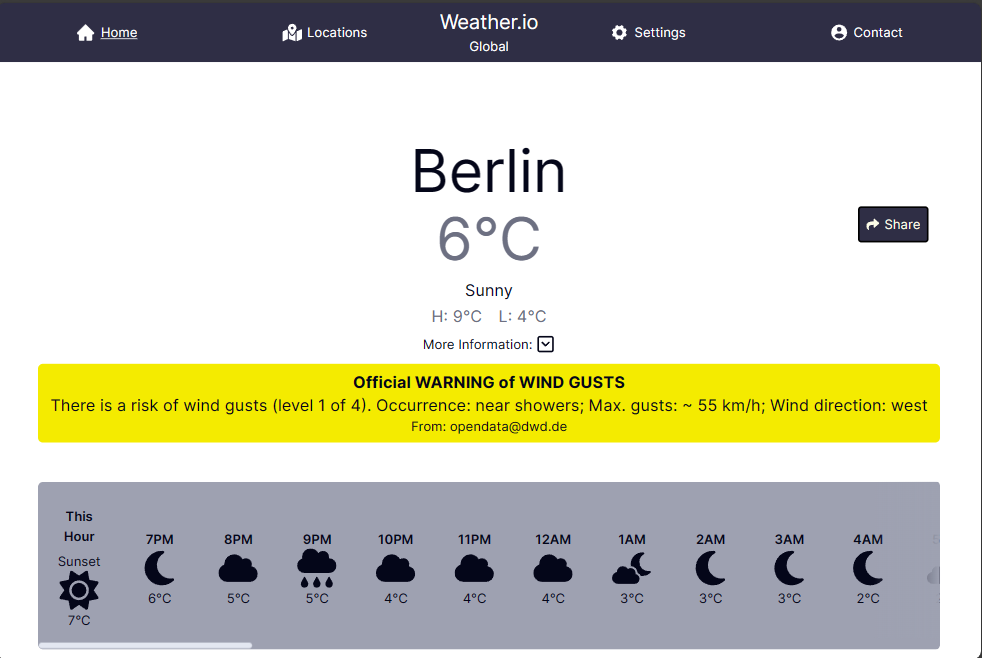 Home
Locations
Weather.io
Global
Settings
Contact
Berlin
6°C
Share
Sunny
H: 9°C L: 4°C
More Information:
Official WARNING of WIND GUSTS
There is a risk of wind gusts (level 1 of 4). Occurrence: near showers; Max. gusts: ~ 55 km/h; Wind direction: west
From: opendata@dwd.de
This
Hour
Sunset
7°C
7PM
6°C
8PM
5°C
9PM
5°C
10PM
4°C
11PM
4°C
12AM
4°C
1AM
3°C
2AM
3°C
3AM
3°C
4AM
2°C